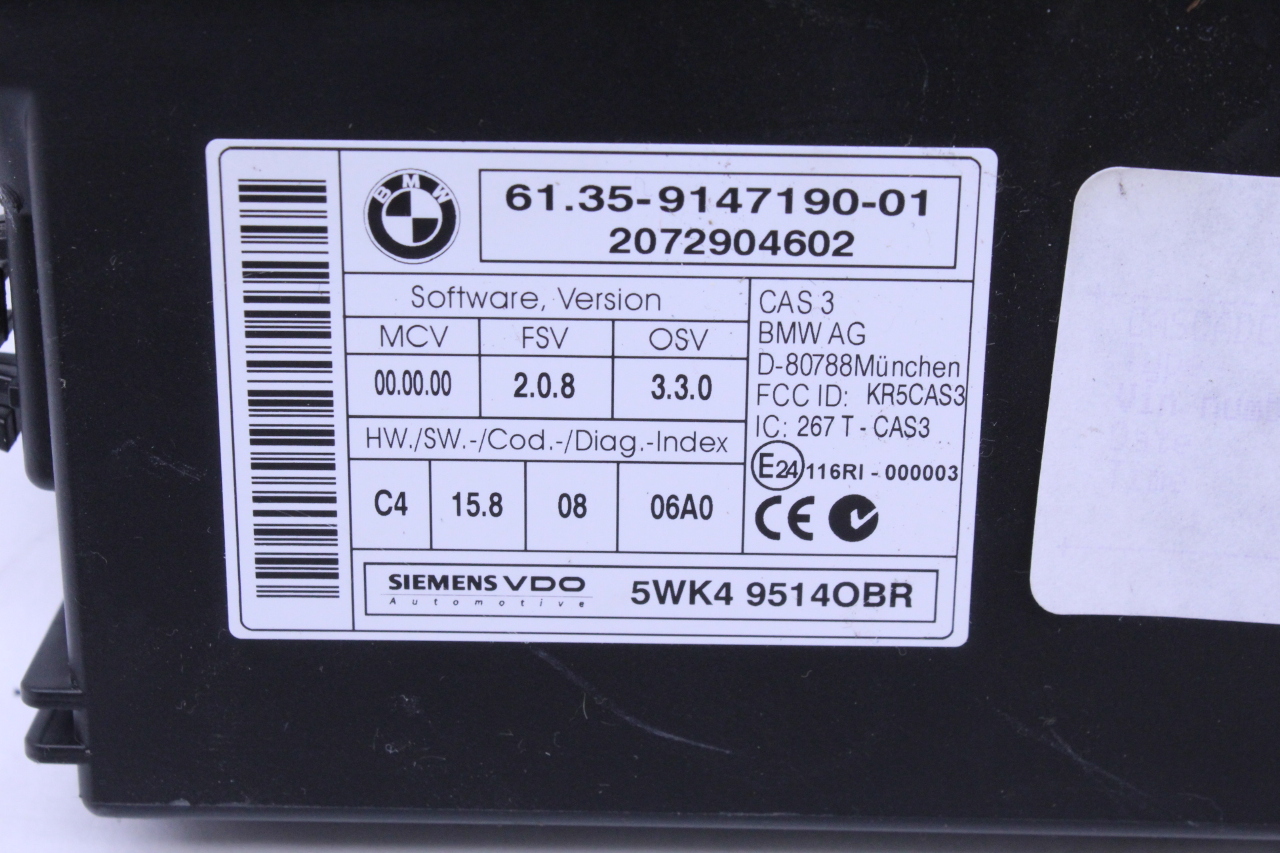 BMW
61.35-9147190-01
2072904602
Software, Version
MCV FSV OSV
00.00.00 2.0.8 3.3.0
HW./SW.-/Cod.-/Diag.-Index
C4 15.8 08 06A0
CAS 3
BMW AG
D-80788München
FCC ID: KR5CAS3
IC: 267 T - CAS3
E24 116RI - 000003
CE
SIEMENS VDO
Automotive
5WK4 9514OBR